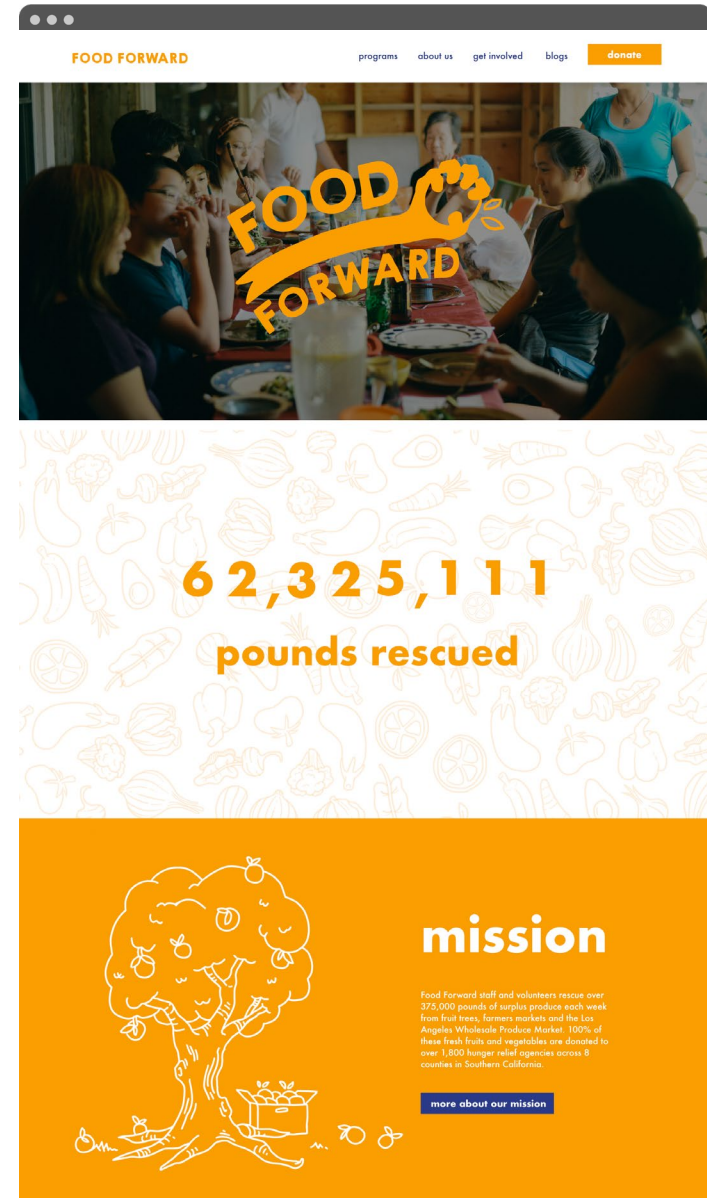 FOOD FORWARD
programs about us get involved blogs donate
FOOD
FORWARD
62,325,111
pounds rescued
mission
Food Forward staff and volunteers rescue over
375,000 pounds of surplus produce each week
from fruit trees, farmers markets and the Los
Angeles Wholesale Produce Market. 100% of
these fresh fruits and vegetables are donated to
over 1,800 hunger relief agencies across 8
counties in Southern California.
more about our mission